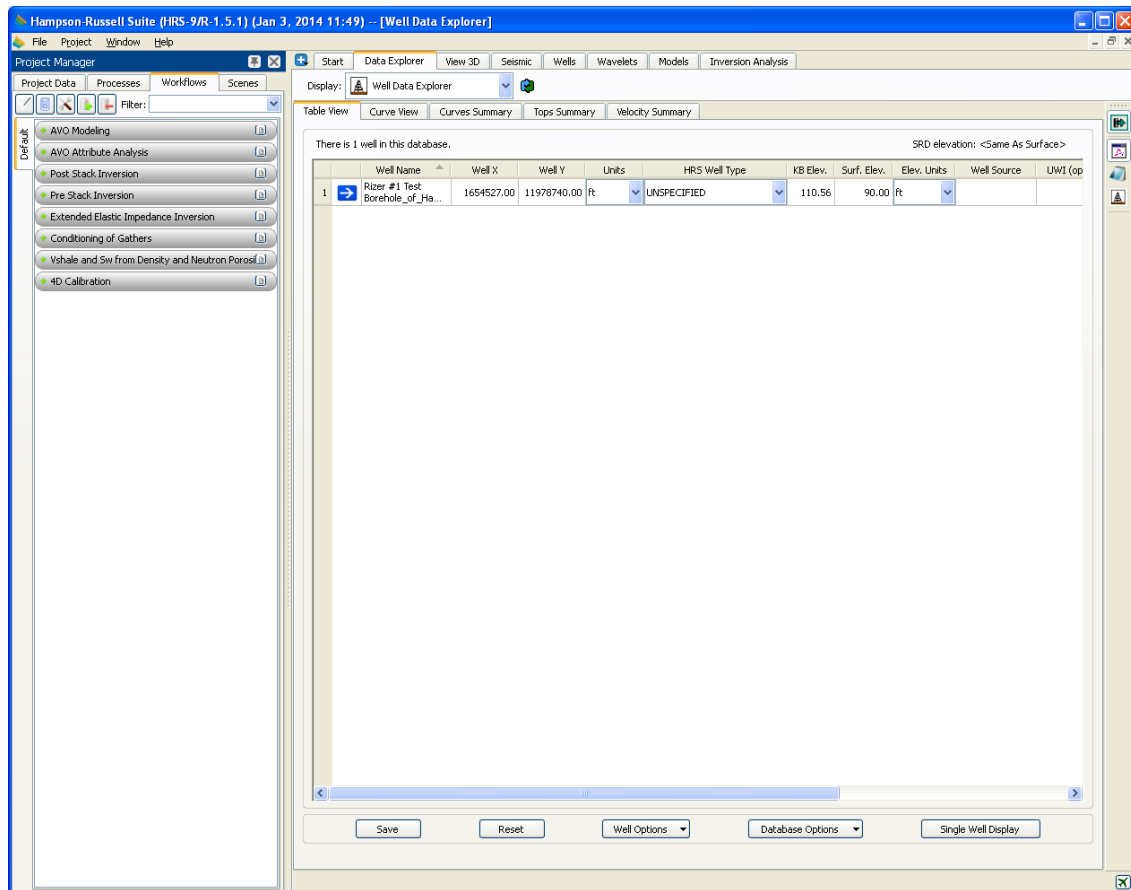 Hampson-Russell Suite (HRS-9/R-1.5.1) (Jan 3, 2014 11:49) -- [Well Data Explorer]
File Project Window Help
Project Manager
Project Data Processes Workflows Scenes
Filter:
Default
AVO Modeling
AVO Attribute Analysis
Post Stack Inversion
Pre Stack Inversion
Extended Elastic Impedance Inversion
Conditioning of Gathers
Vshale and Sw from Density and Neutron Porosi
4D Calibration
Start Data Explorer View 3D Seismic Wells Wavelets Models Inversion Analysis
Display: Well Data Explorer
Table View Curve View Curves Summary Tops Summary Velocity Summary
There is 1 well in this database. SRD elevation: <Same As Surface>
Well Name Well X Well Y Units HRS Well Type KB Elev. Surf. Elev. Elev. Units Well Source UWI (op
1 Rizer #1 Test Borehole_of_Ha... 1654527.00 11978740.00 ft UNSPECIFIED 110.56 90.00 ft
Save Reset Well Options Database Options Single Well Display